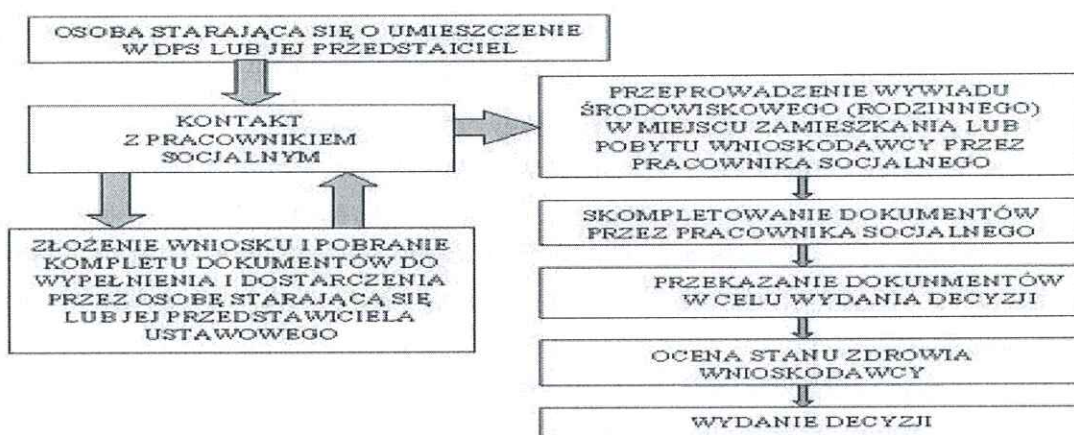 OSOBA STARAJĄCA SIĘ O UMIESZCZENIE
W DPS LUB JEJ PRZEDSTAICIEL
KONTAKT
Z PRACOWNIKIEM
SOCJALNYM
ZŁOŻENIE WNIOSKU I POBRANIE
KOMPLETU DOKUMENTÓW DO
WYPEŁNIENIA I DOSTARCZENIA
PRZEZ OSOBĘ STARAJĄCĄ SIĘ
LUB JEJ PRZEDSTAWICIELA
USTAWOWEGO
PRZEPROWADZENIE WYWIADU
ŚRODOWISKOWEGO (RODZINNEGO)
W MIEJSCU ZAMIESZKANIA LUB
POBYTU WNIOSKODAWCY PRZEZ
PRACOWNIKA SOCJALNEGO
SKOMPLETOWANIE DOKUMENTÓW
PRZEZ PRACOWNIKA SOCJALNEGO
PRZEKAZANIE DOKUNMENTÓW
W CELU WYDANIA DECYZJI
OCENA STANU ZDROWIA
WNIOSKODAWCY
WYDANIE DECYZJI